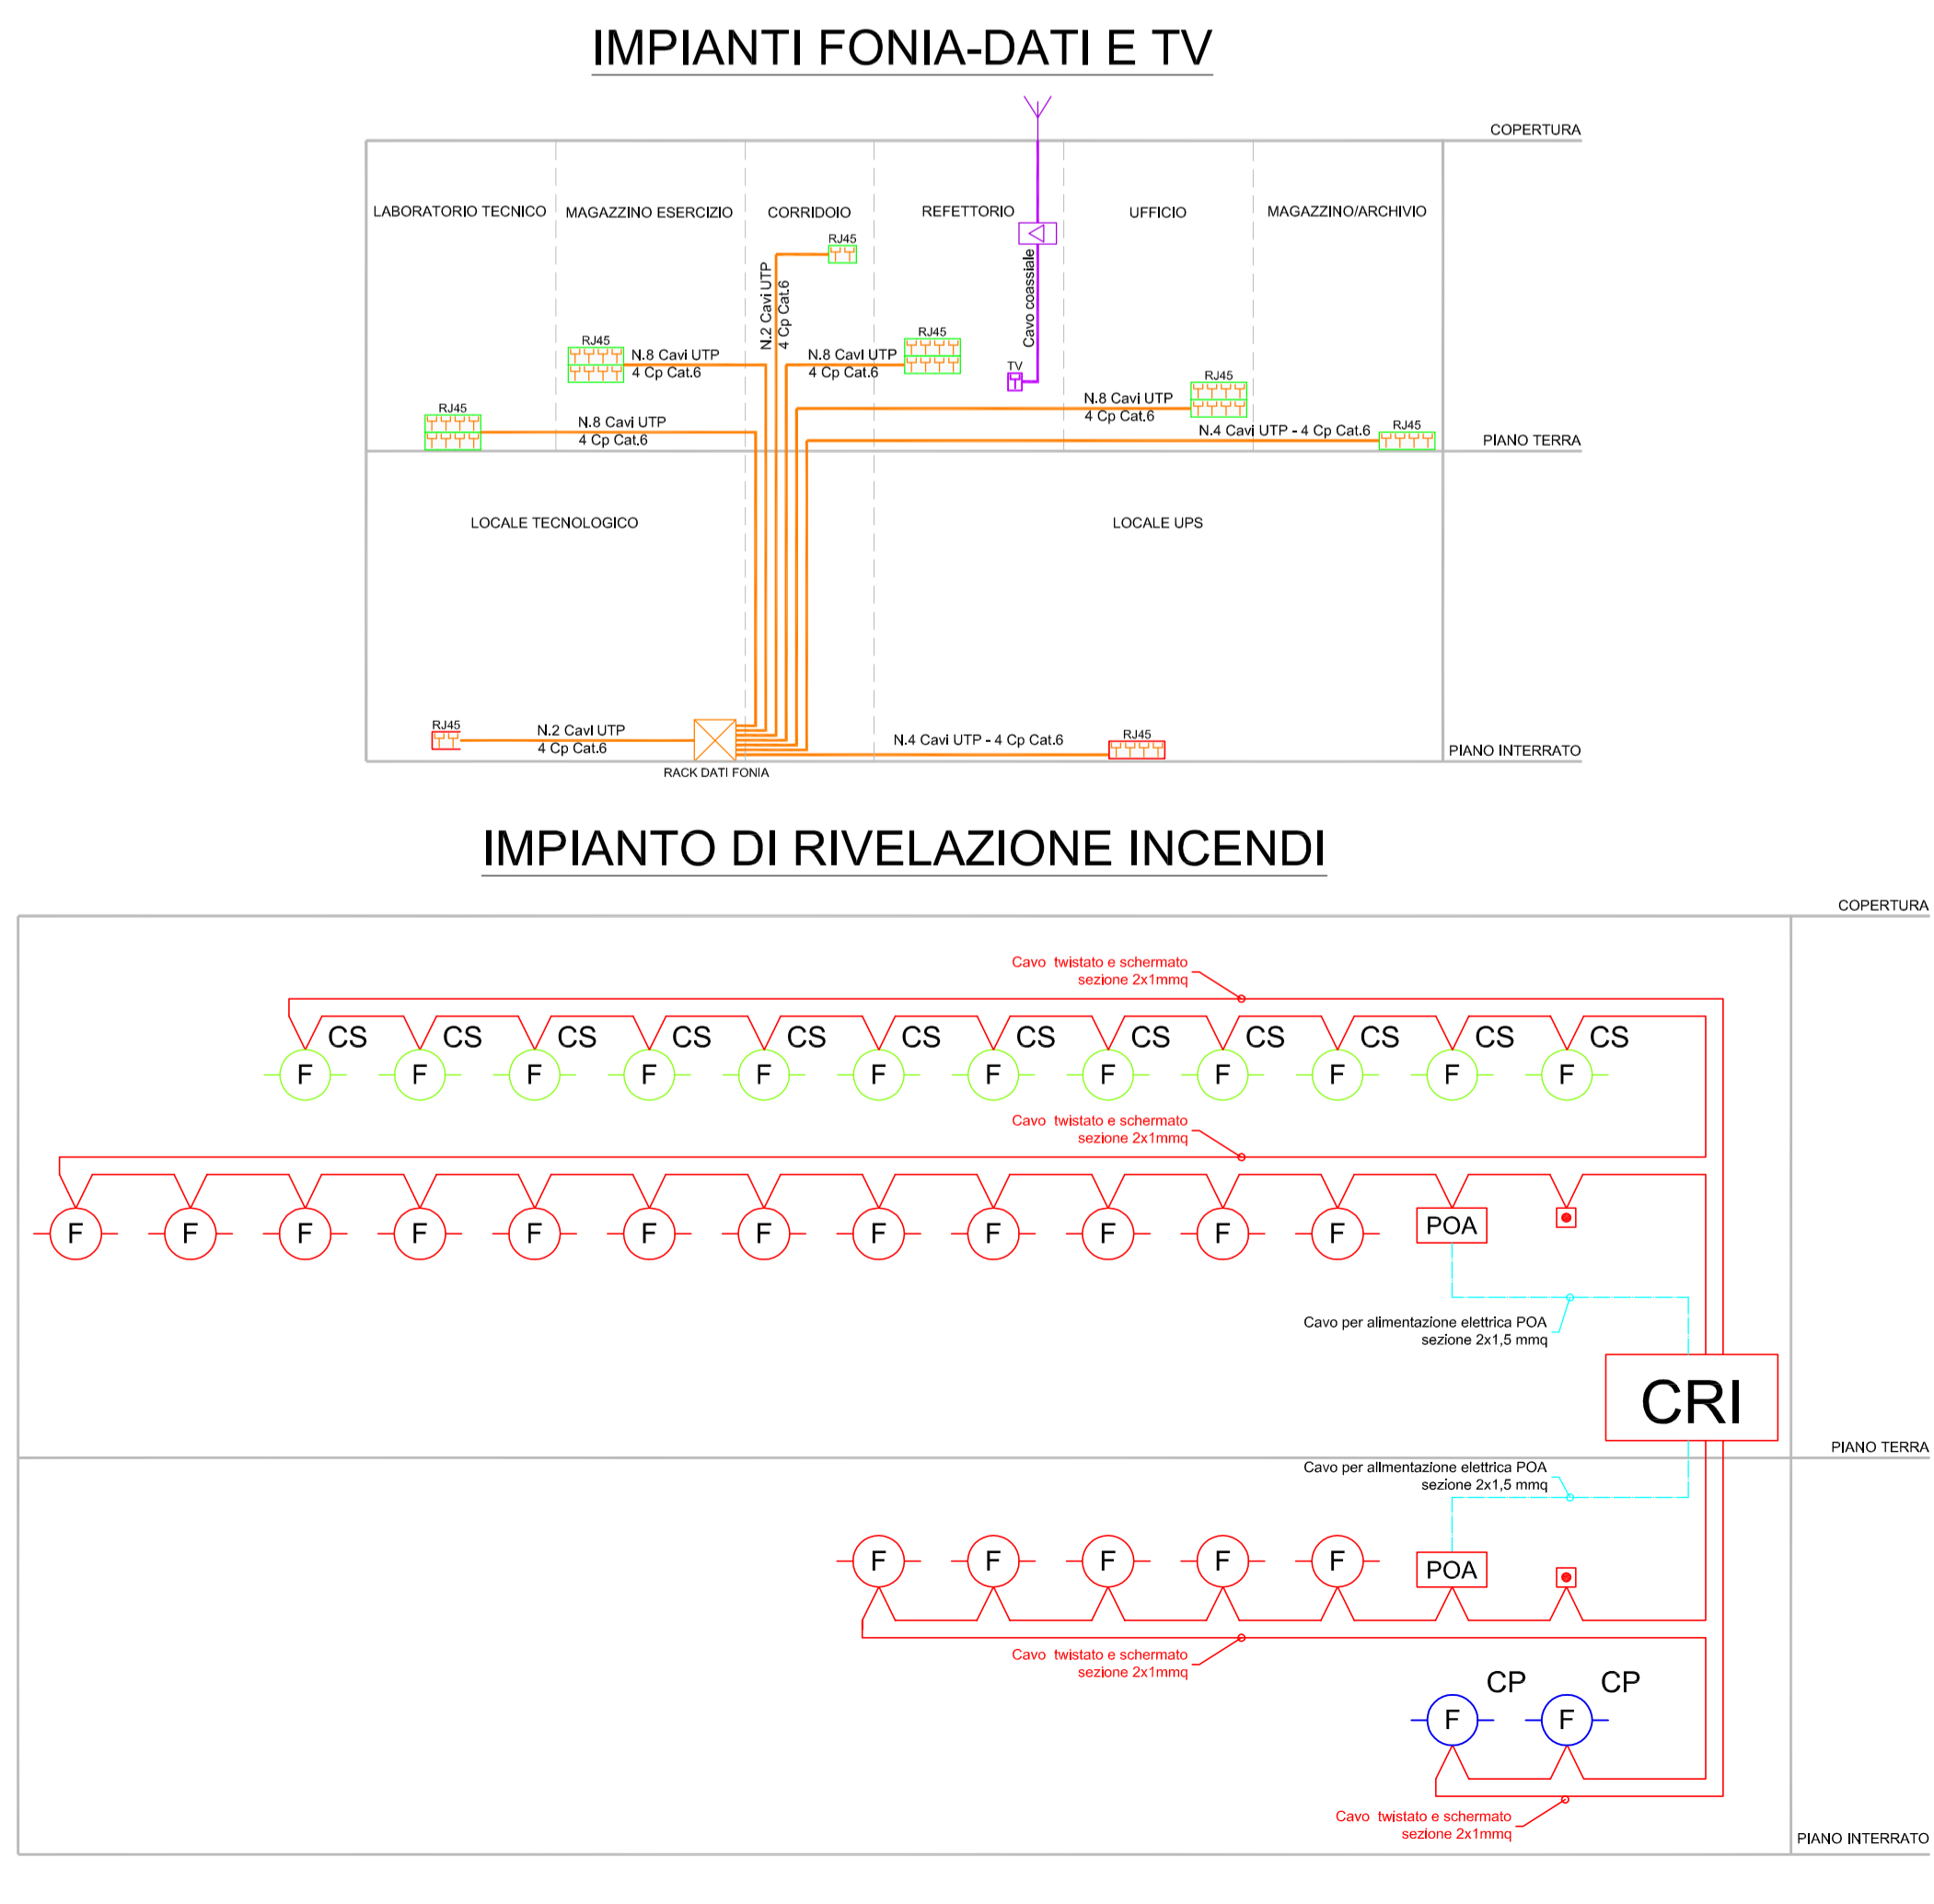 IMPIANTI FONIA-DATI E TV
COPERTURA
LABORATORIO TECNICO
MAGAZZINO ESERCIZIO
CORRIDOIO
REFETTORIO
UFFICIO
MAGAZZINO/ARCHIVIO
RJ45
N.2 Cavi UTP
4 Cp Cat.6
Cavo coassiale
RJ45
N.8 Cavi UTP
4 Cp Cat.6
N.8 Cavi UTP
4 Cp Cat.6
RJ45
TV
RJ45
N.8 Cavi UTP
4 Cp Cat.6
RJ45
N.8 Cavi UTP
4 Cp Cat.6
N.4 Cavi UTP - 4 Cp Cat.6
RJ45
PIANO TERRA
LOCALE TECNOLOGICO
LOCALE UPS
RJ45
N.2 Cavi UTP
4 Cp Cat.6
RACK DATI FONIA
N.4 Cavi UTP - 4 Cp Cat.6
RJ45
PIANO INTERRATO
IMPIANTO DI RIVELAZIONE INCENDI
COPERTURA
Cavo twistato e schermato
sezione 2x1mmq
CS CS CS CS CS CS CS CS CS CS CS CS
F F F F F F F F F F F F
Cavo twistato e schermato
sezione 2x1mmq
F F F F F F F F F F F F POA
Cavo per alimentazione elettrica POA
sezione 2x1,5 mmq
CRI
PIANO TERRA
Cavo per alimentazione elettrica POA
sezione 2x1,5 mmq
F F F F F POA
Cavo twistato e schermato
sezione 2x1mmq
CP CP
F F
Cavo twistato e schermato
sezione 2x1mmq
PIANO INTERRATO